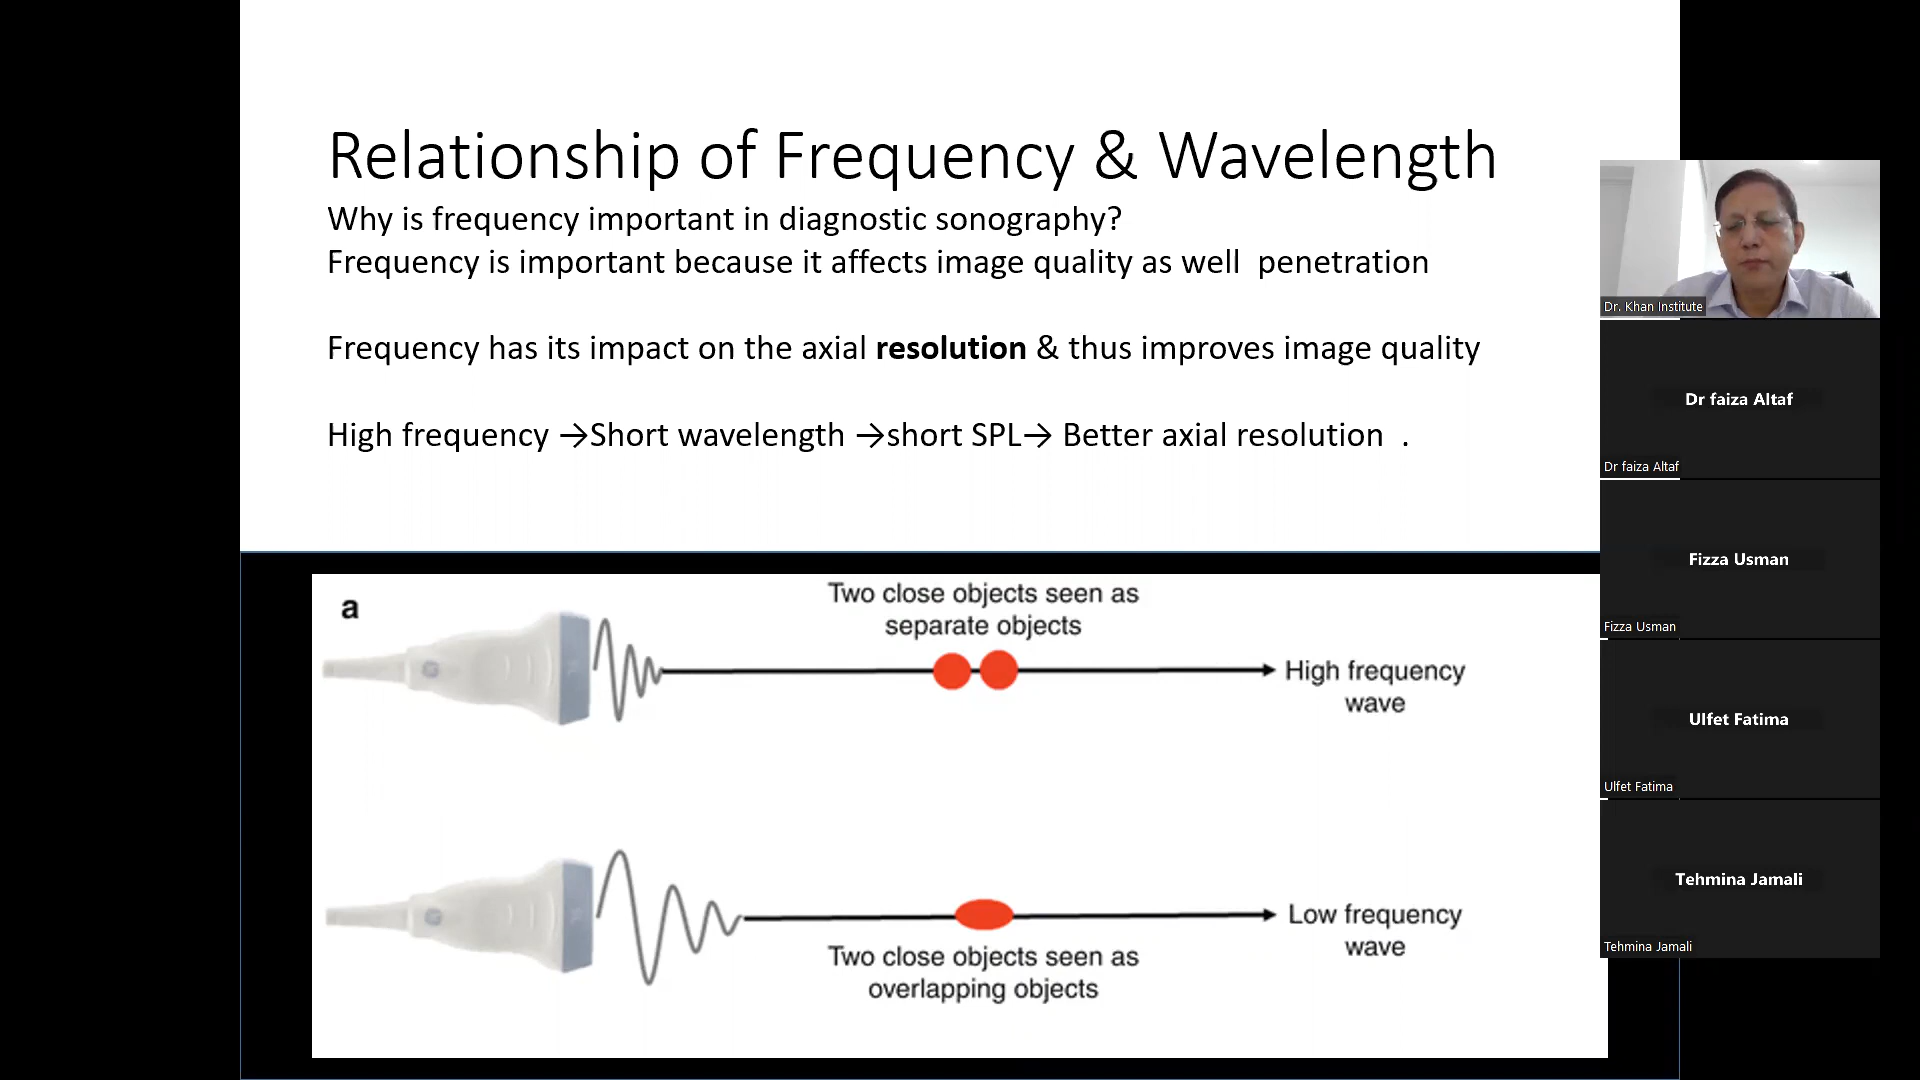 Relationship of Frequency & Wavelength
Why is frequency important in diagnostic sonography?
Frequency is important because it affects image quality as well  penetration
Frequency has its impact on the axial resolution & thus improves image quality
High frequency →Short wavelength →short SPL→ Better axial resolution  .
a
Two close objects seen as
separate objects
High frequency
wave
Low frequency
wave
Two close objects seen as
overlapping objects
Dr. Khan Institute
Dr faiza Altaf
Dr faiza Altaf
Fizza Usman
Fizza Usman
Ulfet Fatima
Ulfet Fatima
Tehmina Jamali
Tehmina Jamali